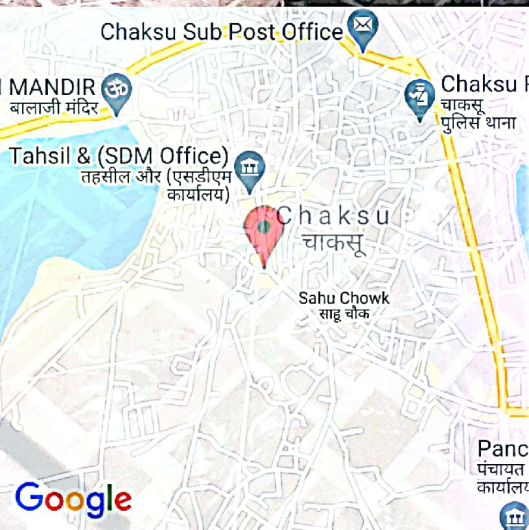 Chaksu Sub Post Office
MANDIR
बालाजी मंदिर
Chaksu
चाकसू
पुलिस थाना
Tahsil & (SDM Office)
तहसील और (एसडीएम
कार्यालय)
Chaksu
चाकसू
Sahu Chowk
साहू चौक
Panc
पंचायत
कार्यालय
Google